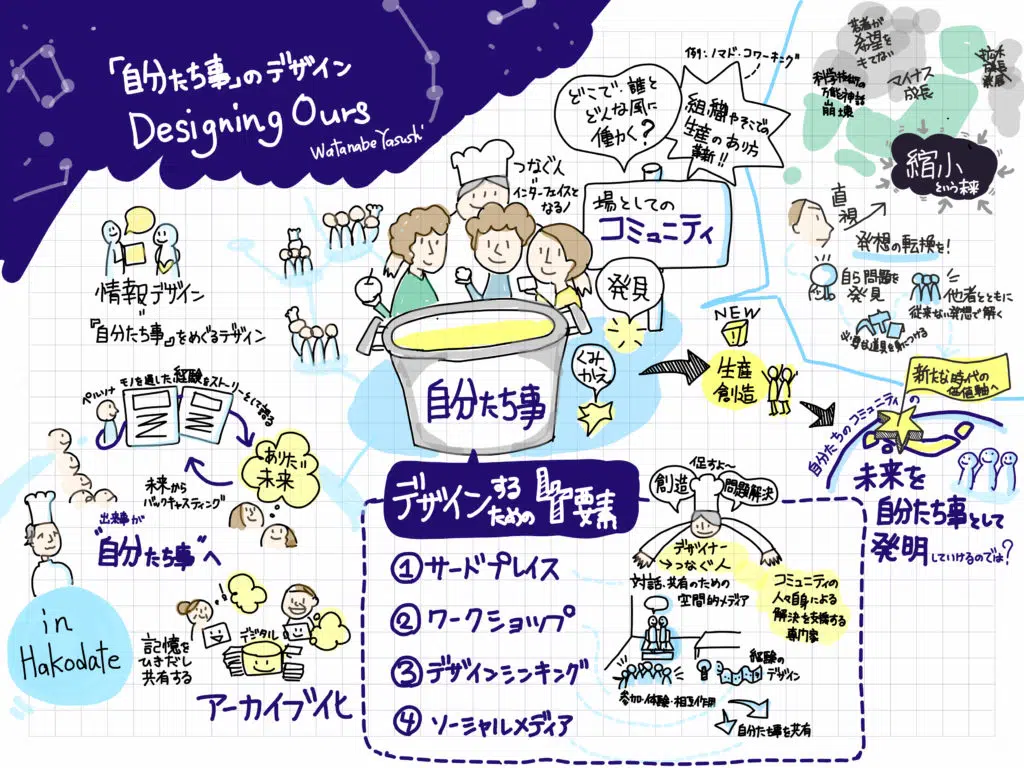 「自分たち事」のデザイン
Designing Ours
Watanabe Yasushi
例：ノマド・コワーキング
どこで、誰と
どんな風に
働くか？
組織やそこでの
生産のあり方
革新!!
つなぐ人
インターフェイスと
なる
場としての
コミュニティ
発見
くみ
かえ
自分たち事
NEW
生産
創造
若者が
希望を
もてない
マイナス
成長
科学技術の
万能神話
崩壊
拡大
成長
縮小
という未来
直視
発想の転換を！
自ら問題を
発見
他者とともに
従来ない発想で解く
必要な道具を身につける
新たな時代の
価値軸へ
自分たちのコミュニティの
未来を
自分たち事として
発明していけるのでは？
情報デザイン
『自分たち事』をめぐるデザイン
ペルソナ
モノを通した経験をストーリーとして語る
ありたい
未来
未来から
バックキャスティング
出来事が
"自分たち事"へ
in
Hakodate
記憶を
ひきだし
共有する
デジタル
アーカイブ化
デザインする
ための4要素
① サードプレイス
② ワークショップ
③ デザインシンキング
④ ソーシャルメディア
促すよ〜
創造
問題解決
デザイナー
→つなぐ人
対話・共有のための
空間的メディア
コミュニティの
人々自身による
解決を支援する
専門家
経験の
デザイン
参加・体験・相互作用
自分たち事を共有